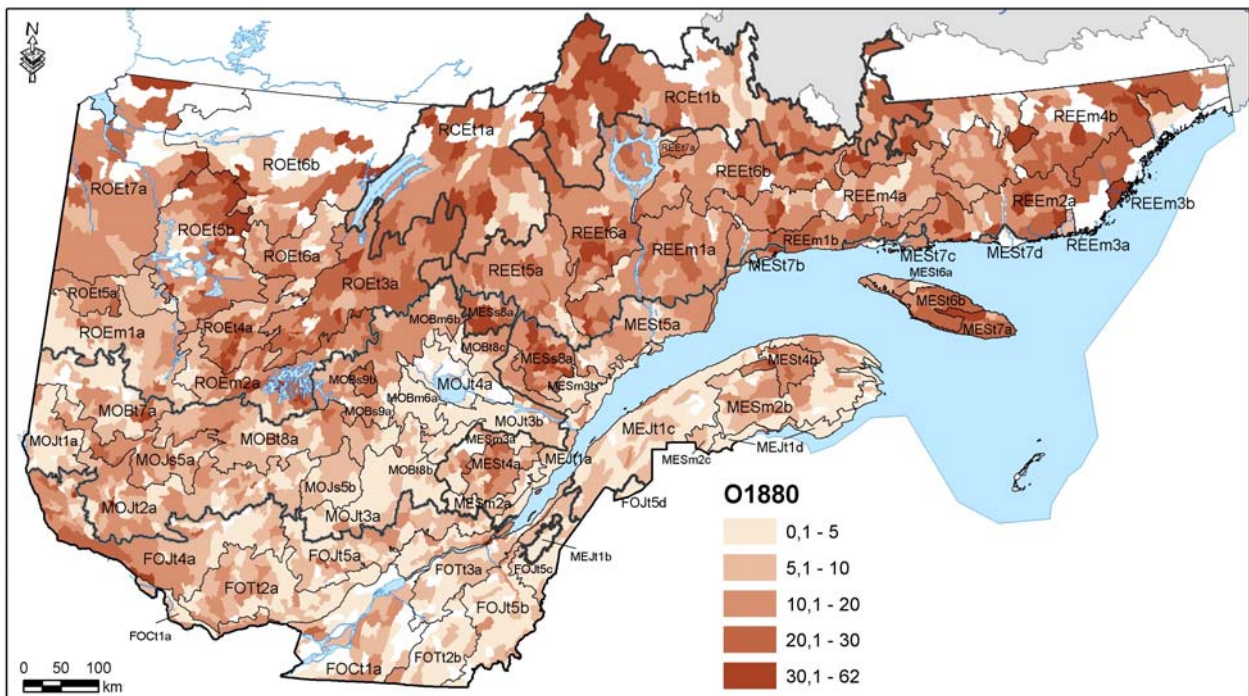 N
RCEt1b
REEm4b
RCEt1a
REEt7a
ROEt6b
REEt6b
ROEt7a
REEm4a
REEm2a
REEm3b
ROEt5b
REEt6a
REEm1a
REEm1b
REEm3a
ROEt6a
MESt7b
MESt7c
MESt7d
REEt5a
MESt6a
ROEt3a
ROEt5a
MESt6b
ROEm1a
ROEt4a
MOBm6b
MESs8a
MESt5a
MESt7a
MOBt8c
MESs8a
MESt4b
ROEm2a
MOBs9b
MOJt4a
MESm3b
MOBm6a
MESm2b
MOBt7a
MOBs9a
MOJt3b
MEJt1c
MOJt1a
MOBt8a
MESm3a
MEJt1d
MOJs5a
MESt4a
MEJt1a
MESm2c
MOBt8b
MOJs5b
FOJt5d
MOJt2a
MOJt3a
MESm2a
O1880
0,1 - 5
5,1 - 10
10,1 - 20
20,1 - 30
30,1 - 62
FOJt4a
FOJt5a
MEJt1b
FOTt3a
FOJt5c
FOTt2a
FOJt5b
FOCt1a
FOTt2b
FOCt1a
0 50 100
km